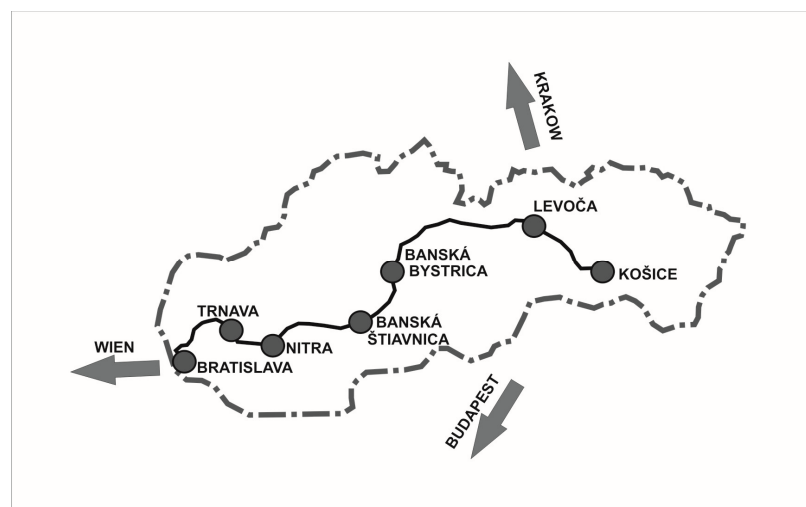 KRAKOW
LEVOČA
BANSKÁ
BYSTRICA
KOŠICE
TRNAVA
BANSKÁ
ŠTIAVNICA
WIEN
NITRA
BRATISLAVA
BUDAPEST